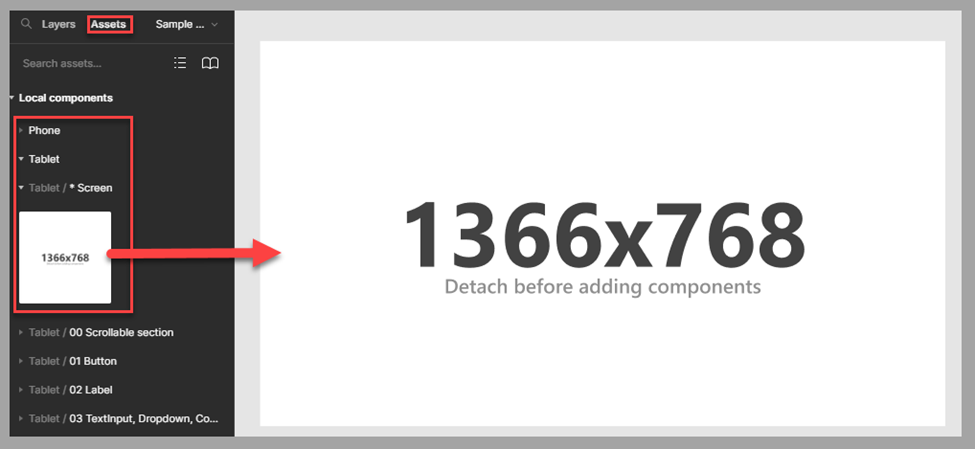 Layers Assets Sample ...
Search assets...
Local components
Phone
Tablet
Tablet / * Screen
1366x768
Tablet / 00 Scrollable section
Tablet / 01 Button
Tablet / 02 Label
Tablet / 03 TextInput, Dropdown, Co...
1366x768
Detach before adding components